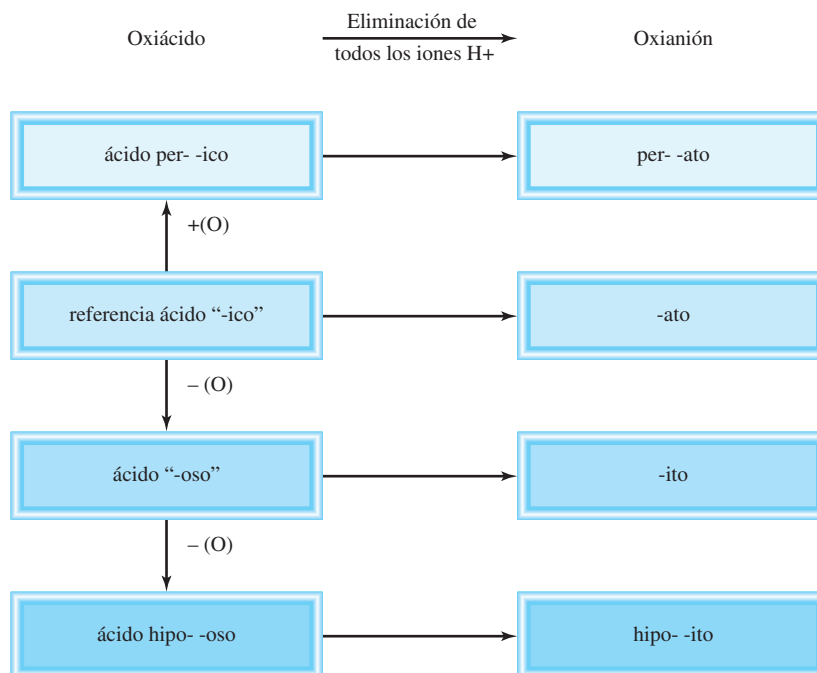 Oxiácido
Eliminación de
todos los iones H+
Oxianión
ácido per- -ico
per- -ato
+(O)
referencia ácido “-ico”
-ato
– (O)
ácido “-oso”
-ito
– (O)
ácido hipo- -oso
hipo- -ito